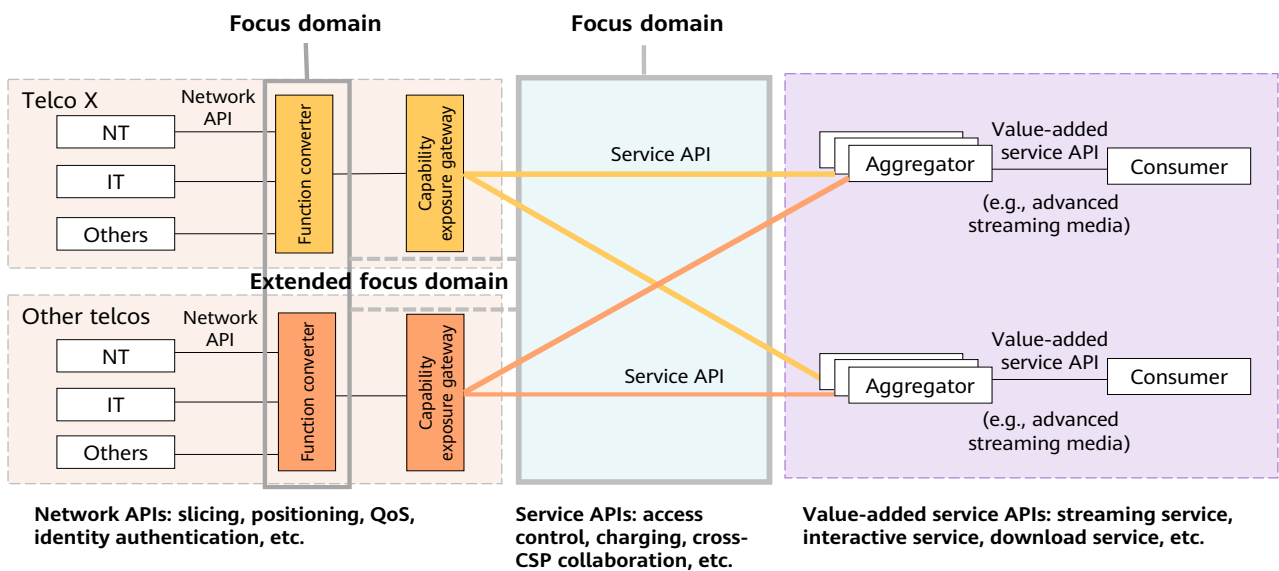 Focus domain
Focus domain
Telco X
Network
API
NT
IT
Others
Function converter
Capability
exposure gateway
Service API
Aggregator
Value-added
service API
Consumer
(e.g., advanced
streaming media)
Extended focus domain
Other telcos
Network
API
NT
IT
Others
Function converter
Capability
exposure gateway
Service API
Aggregator
Value-added
service API
Consumer
(e.g., advanced
streaming media)
Network APIs: slicing, positioning, QoS,
identity authentication, etc.
Service APIs: access
control, charging, cross-
CSP collaboration, etc.
Value-added service APIs: streaming service,
interactive service, download service, etc.